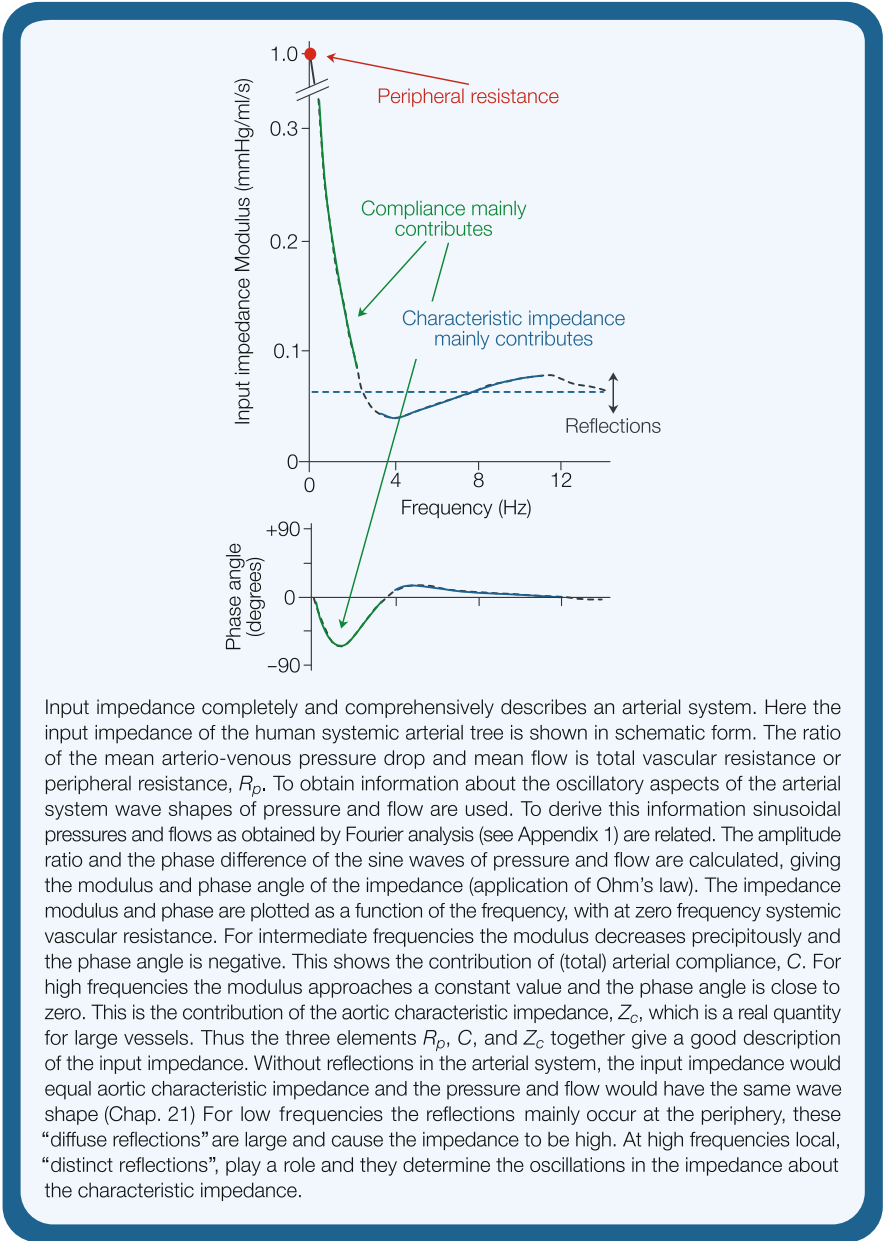 1.0
Peripheral resistance
Input impedance Modulus (mmHg/ml/s)
0.3
Compliance mainly
contributes
0.2
Characteristic impedance
mainly contributes
0.1
Reflections
0
0
4
8
12
Frequency (Hz)
+90
Phase angle
(degrees)
0
−90
Input impedance completely and comprehensively describes an arterial system. Here the
input impedance of the human systemic arterial tree is shown in schematic form. The ratio
of the mean arterio-venous pressure drop and mean flow is total vascular resistance or
peripheral resistance, Rp. To obtain information about the oscillatory aspects of the arterial
system wave shapes of pressure and flow are used. To derive this information sinusoidal
pressures and flows as obtained by Fourier analysis (see Appendix 1) are related. The amplitude
ratio and the phase difference of the sine waves of pressure and flow are calculated, giving
the modulus and phase angle of the impedance (application of Ohm's law). The impedance
modulus and phase are plotted as a function of the frequency, with at zero frequency systemic
vascular resistance. For intermediate frequencies the modulus decreases precipitously and
the phase angle is negative. This shows the contribution of (total) arterial compliance, C. For
high frequencies the modulus approaches a constant value and the phase angle is close to
zero. This is the contribution of the aortic characteristic impedance, Zc, which is a real quantity
for large vessels. Thus the three elements Rp, C, and Zc together give a good description
of the input impedance. Without reflections in the arterial system, the input impedance would
equal aortic characteristic impedance and the pressure and flow would have the same wave
shape (Chap. 21) For low frequencies the reflections mainly occur at the periphery, these
“diffuse reflections” are large and cause the impedance to be high. At high frequencies local,
“distinct reflections”, play a role and they determine the oscillations in the impedance about
the characteristic impedance.